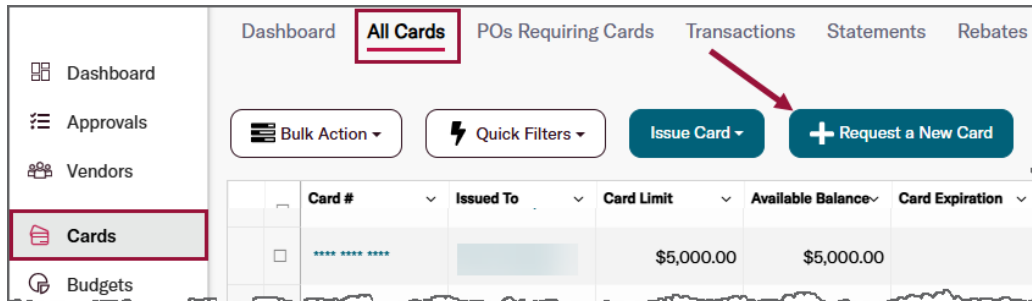 Dashboard All Cards POs Requiring Cards Transactions Statements Rebates
Dashboard
Approvals
Vendors
Cards
Budgets
Bulk Action Quick Filters Issue Card Request a New Card
Card # Issued To Card Limit Available Balance Card Expiration
**** **** **** $5,000.00 $5,000.00